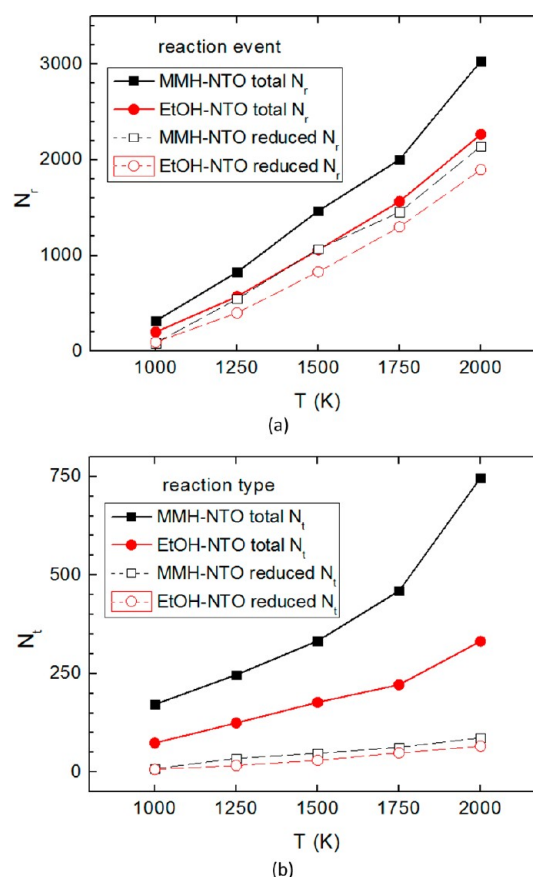 reaction event
MMH-NTO total N_r
EtOH-NTO total N_r
MMH-NTO reduced N_r
EtOH-NTO reduced N_r
3000
2000
1000
0
N_r
1000 1250 1500 1750 2000
T (K)
(a)
reaction type
MMH-NTO total N_t
EtOH-NTO total N_t
MMH-NTO reduced N_t
EtOH-NTO reduced N_t
750
500
250
0
N_t
1000 1250 1500 1750 2000
T (K)
(b)